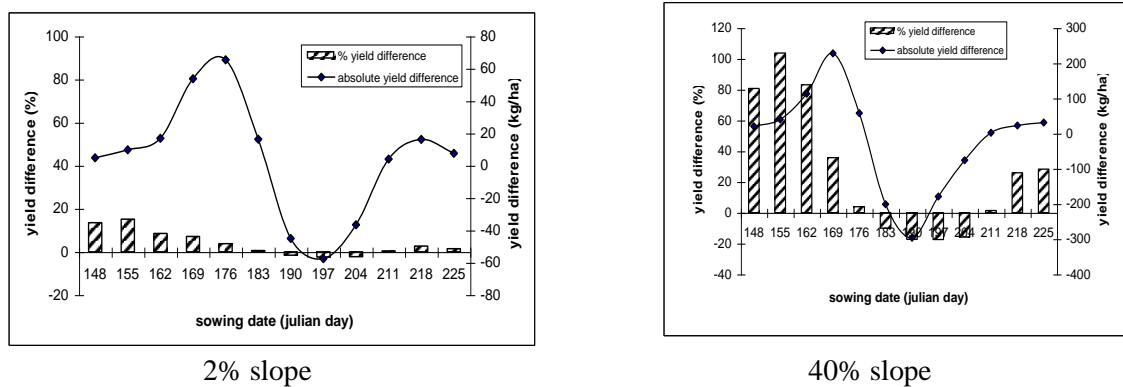 100
80
60
40
20
0
-20
yield difference (%)
80
60
40
20
0
-20
-40
-60
-80
yield difference (kg/ha)
% yield difference
absolute yield difference
148 155 162 169 176 183 190 197 204 211 218 225
sowing date (julian day)
2% slope
120
100
80
60
40
20
0
-20
-40
yield difference (%)
300
200
100
0
-100
-200
-300
-400
yield difference (kg/ha)
% yield difference
absolute yield difference
148 155 162 169 176 183 190 197 204 211 218 225
sowing date (julian day)
40% slope